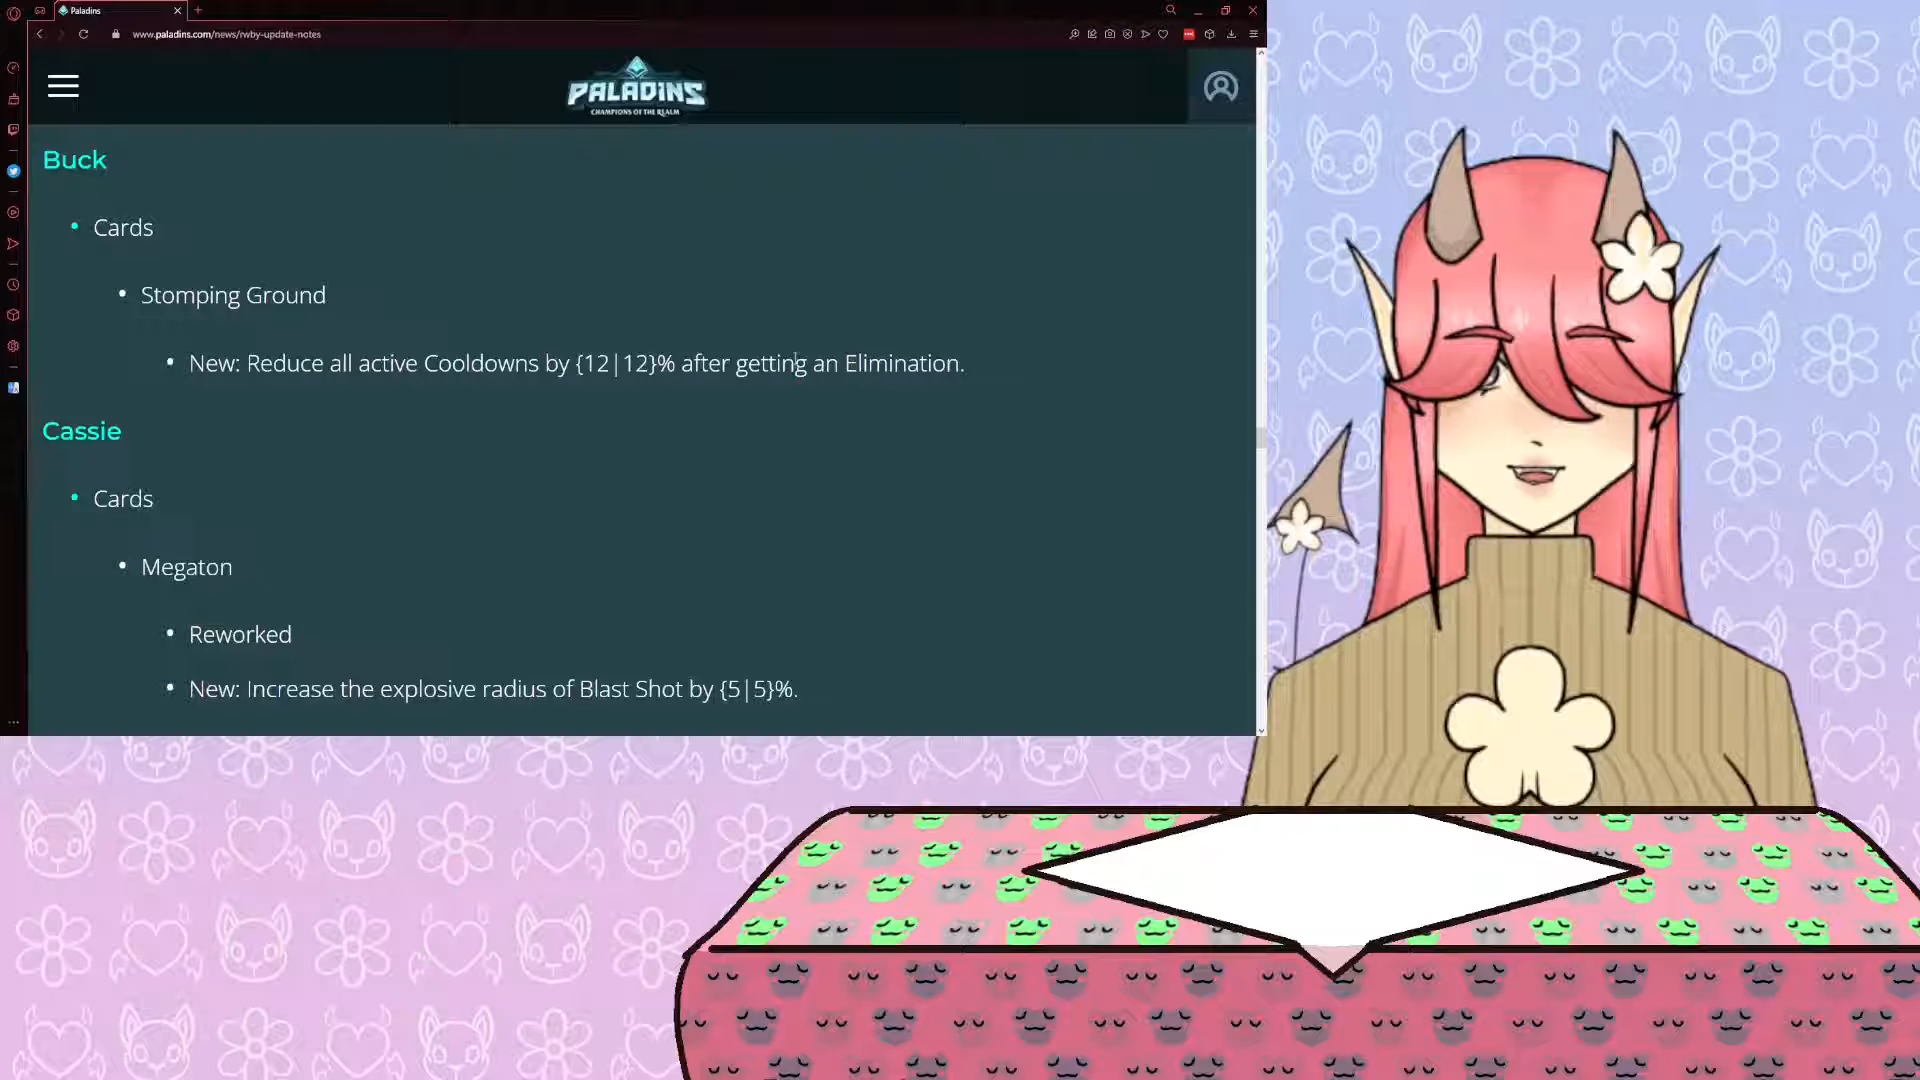 Paladins
www.paladins.com/news/rwby-update-notes
PALADINS
CHAMPIONS OF THE REALM
Buck
Cards
Stomping Ground
New: Reduce all active Cooldowns by {12|12}% after getting an Elimination.
Cassie
Cards
Megaton
Reworked
New: Increase the explosive radius of Blast Shot by {5|5}%.